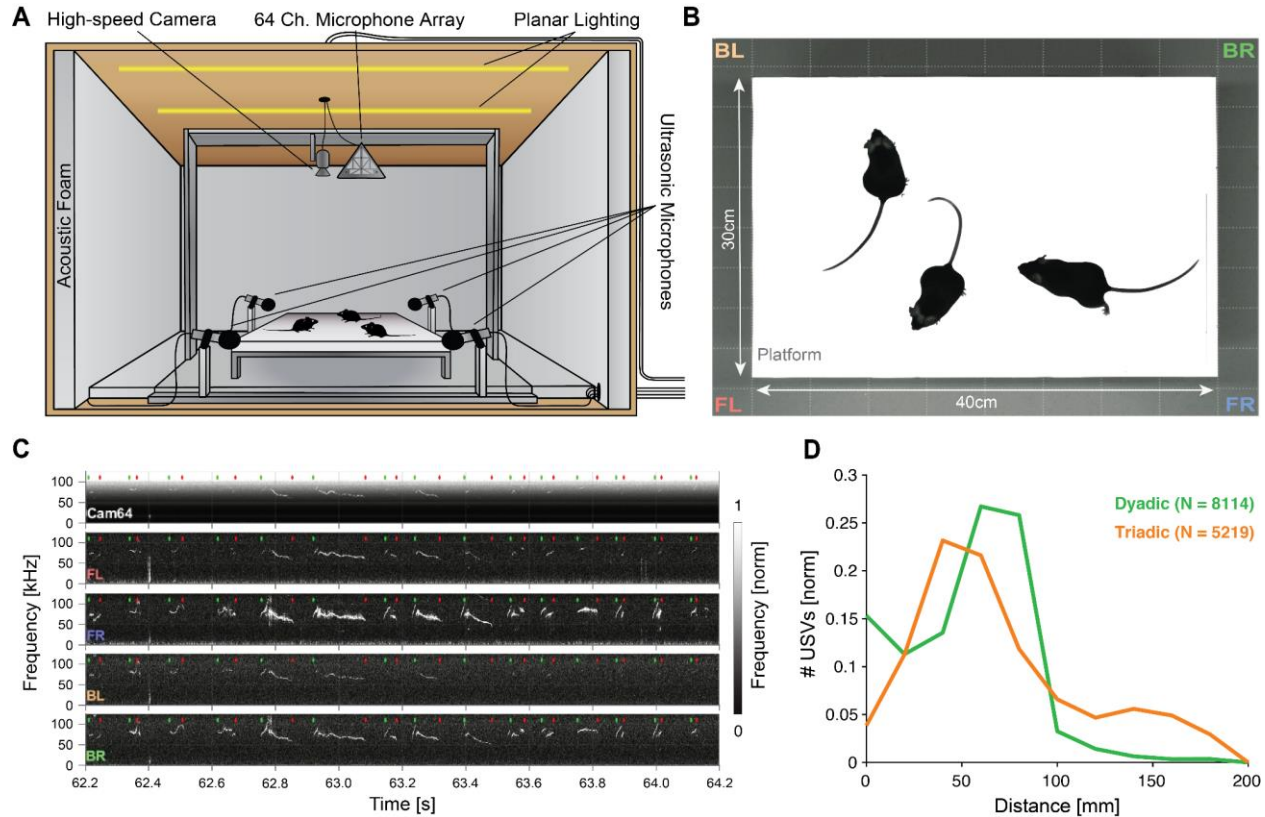 A
High-speed Camera
64 Ch. Microphone Array
Planar Lighting
Acoustic Foam
Ultrasonic Microphones
B
BL
BR
30cm
Platform
40cm
FL
FR
C
100
50
0
Cam64
100
50
0
FL
100
50
0
FR
100
50
0
BL
100
50
0
BR
Frequency [kHz]
62.2 62.4 62.6 62.8 63.0 63.2 63.4 63.6 63.8 64.0 64.2
Time [s]
1
0
Frequency [norm]
D
0.3
0.25
0.2
0.15
0.1
0.05
0
# USVs [norm]
Dyadic (N = 8114)
Triadic (N = 5219)
0 50 100 150 200
Distance [mm]